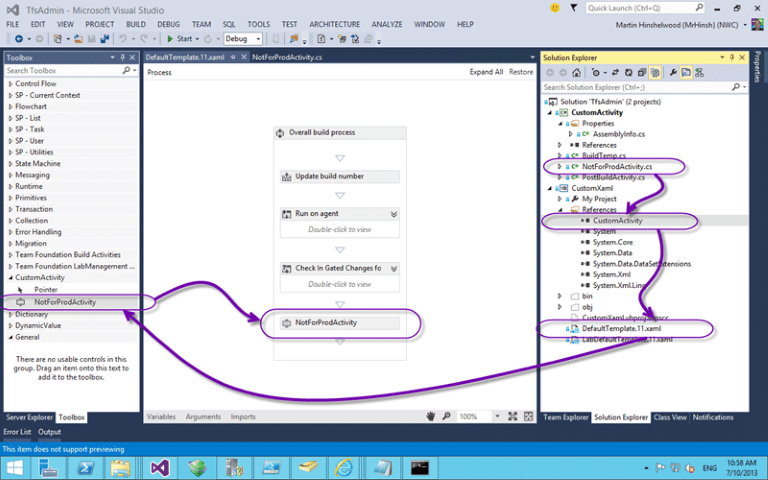 TfsAdmin - Microsoft Visual Studio
Quick Launch (Ctrl+;)
FILE EDIT VIEW PROJECT BUILD DEBUG TEAM SQL TOOLS TEST ARCHITECTURE ANALYZE WINDOW HELP
Martin Hinshelwood (MrHinsh) (NWC)
Start Debug
Toolbox
Search Toolbox
Control Flow
SP - Current Context
Flowchart
SP - List
SP - Task
SP - User
SP - Utilities
State Machine
Messaging
Runtime
Primitives
Transaction
Collection
Error Handling
Migration
Team Foundation Build Activities
Team Foundation LabManagement ...
CustomActivity
Pointer
NotForProdActivity
Dictionary
DynamicValue
General
There are no usable controls in this
group. Drag an item onto this text to
add it to the toolbox.
Server Explorer Toolbox
DefaultTemplate.11.xaml NotForProdActivity.cs
Process
Expand All Restore
Overall build process
Update build number
Run on agent
Double-click to view
Check In Gated Changes fo
Double-click to view
NotForProdActivity
Variables Arguments Imports
100%
Solution Explorer
Search Solution Explorer (Ctrl+;)
Solution 'TfsAdmin' (2 projects)
CustomActivity
Properties
AssemblyInfo.cs
References
BuildTemp.cs
NotForProdActivity.cs
PostBuildActivity.cs
CustomXaml
My Project
References
CustomActivity
System
System.Core
System.Data
System.Data.DataSetExtensions
System.Xml
System.Xml.Linq
bin
obj
CustomXaml.vbproj.vspscc
DefaultTemplate.11.xaml
LabDefaultTemplate.11.xaml
Team Explorer Solution Explorer Class View Notifications
Properties
Error List Output
This item does not support previewing
ENG
10:58 AM
7/10/2013